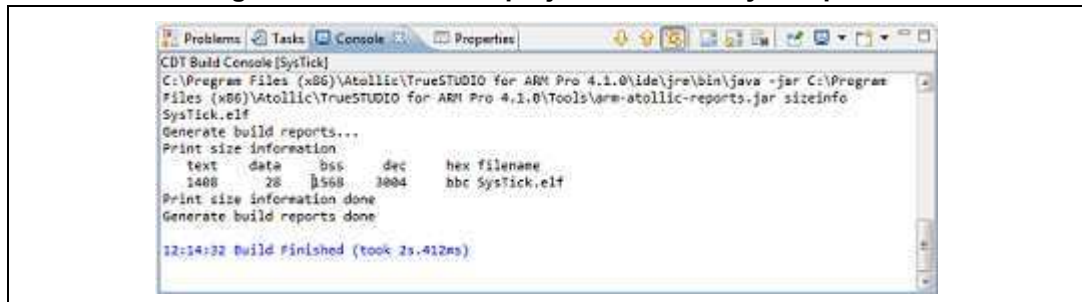 Problems Tasks Console Properties
CDT Build Console [SysTick]
C:\Program Files (x86)\Atollic\TrueSTUDIO for ARM Pro 4.1.0\ide\jre\bin\java -jar C:\Program
Files (x86)\Atollic\TrueSTUDIO for ARM Pro 4.1.0\Tools\arm-atollic-reports.jar sizeinfo
SysTick.elf
Generate build reports...
Print size information
text data bss dec hex filename
1408 28 1568 3004 bbc SysTick.elf
Print size information done
Generate build reports done
12:14:32 Build Finished (took 2s.412ms)